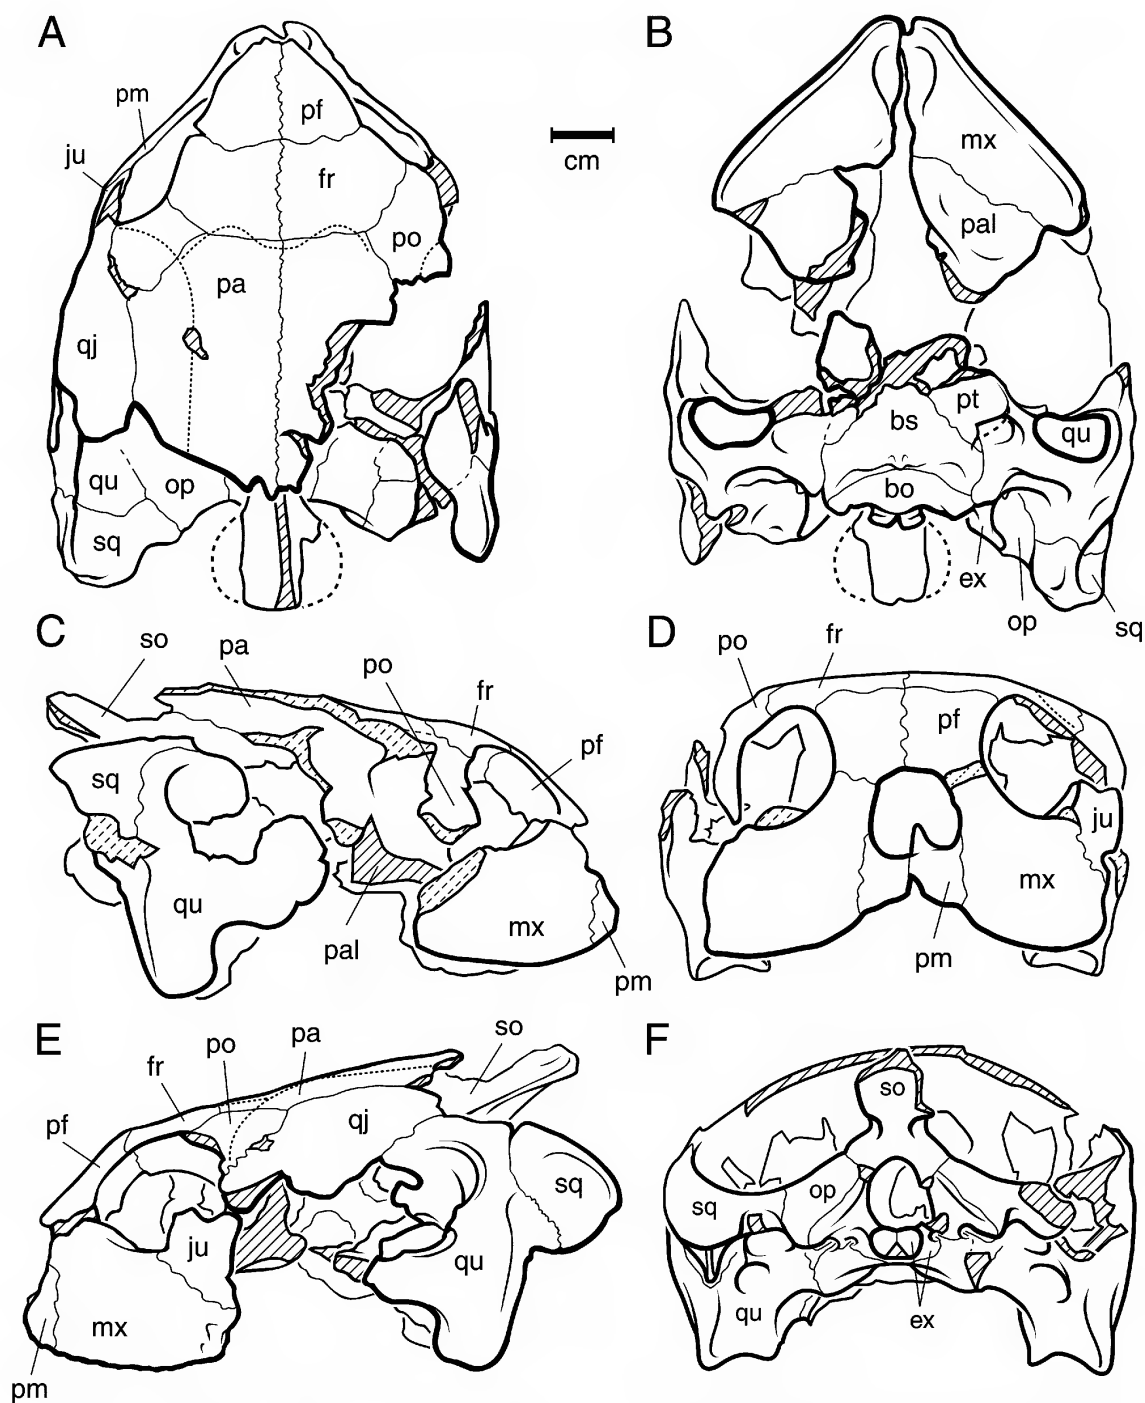 A
pm
pf
ju
fr
po
pa
qj
qu
op
sq
cm
B
mx
pal
pt
bs
qu
bo
ex
op
sq
C
so
pa
po
fr
pf
sq
qu
pal
mx
pm
D
po
fr
pf
ju
mx
pm
E
fr
po
pa
so
pf
qj
sq
ju
qu
mx
pm
F
so
op
sq
qu
ex